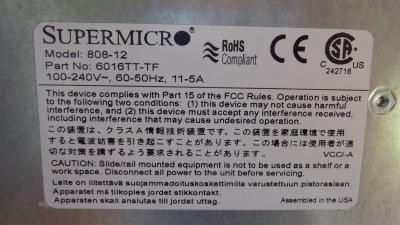 SUPERMICRO®
Model: 808-12
Part No: 6016TT-TF
100-240V~, 60-50Hz, 11-5A
RoHS
Compliant
CE
C SA US
242716
This device complies with Part 15 of the FCC Rules. Operation is subject
to the following two conditions: (1) this device may not cause harmful
interference, and (2) this device must accept any interference received,
including interference that may cause undesired operation.
この装置は、クラスA情報技術装置です。この装置を家庭環境で使用
すると電波妨害を引き起こすことがあります。この場合には使用者が適
切な対策を講ずるよう要求されることがあります。 VCCI-A
CAUTION: Slide/rail mounted equipment is not to be used as a shelf or a
work space. Disconnect all power to the unit before servicing.
Laite on liitettävä suojamaadoituskoskettimilla varustettuun pistorasiaan.
Apparatet må tilkoples jordet stikkontakt.
Apparaten skall anslutas till jordat uttag. Assembled in the USA